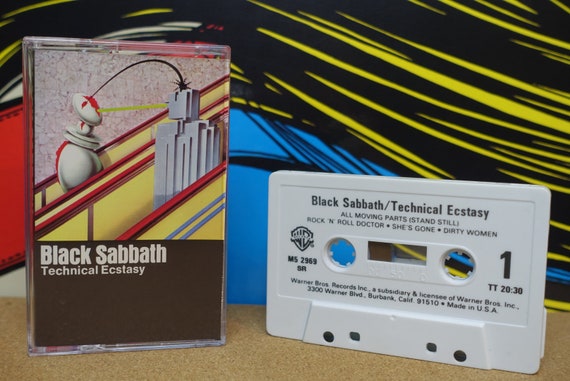 Black Sabbath
Technical Ecstasy
Black Sabbath/Technical Ecstasy
ALL MOVING PARTS (STAND STILL)
ROCK 'N' ROLL DOCTOR • SHE'S GONE • DIRTY WOMEN
M5 2969
SR
1
TT 20:30
Warner Bros. Records Inc., a subsidiary & licensee of Warner Bros. Inc.,
3300 Warner Blvd., Burbank, Calif. 91510 • Made in U.S.A.